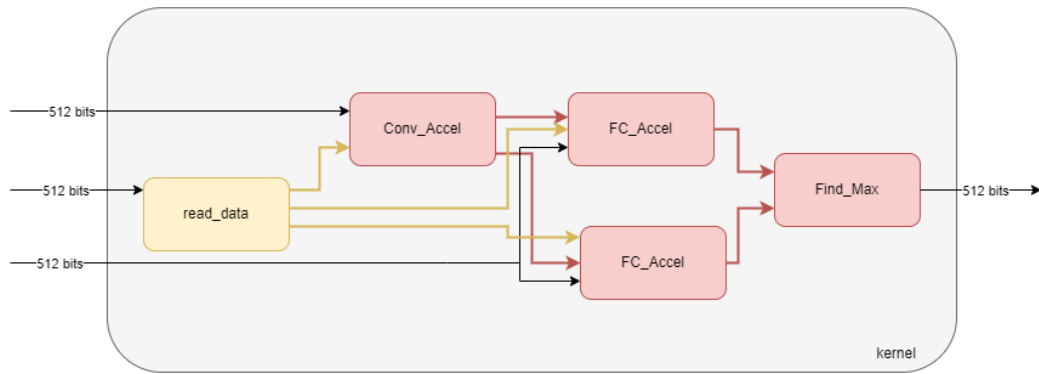 512 bits
Conv_Accel
FC_Accel
512 bits
read_data
Find_Max
512 bits
512 bits
FC_Accel
kernel